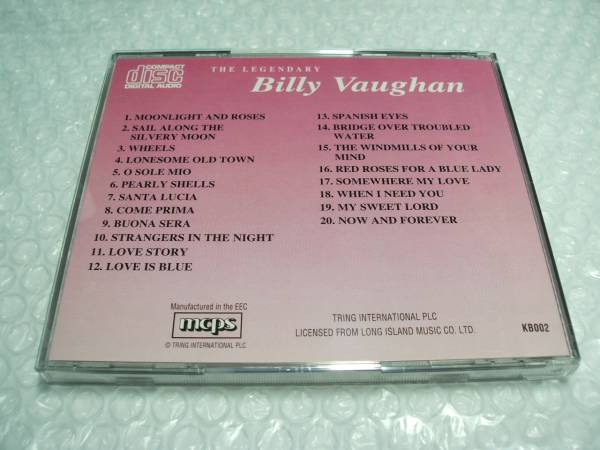 COMPACT
disc
DIGITAL AUDIO
THE LEGENDARY
Billy Vaughan
1. MOONLIGHT AND ROSES
2. SAIL ALONG THE
SILVERY MOON
3. WHEELS
4. LONESOME OLD TOWN
5. O SOLE MIO
6. PEARLY SHELLS
7. SANTA LUCIA
8. COME PRIMA
9. BUONA SERA
10. STRANGERS IN THE NIGHT
11. LOVE STORY
12. LOVE IS BLUE
13. SPANISH EYES
14. BRIDGE OVER TROUBLED
WATER
15. THE WINDMILLS OF YOUR
MIND
16. RED ROSES FOR A BLUE LADY
17. SOMEWHERE MY LOVE
18. WHEN I NEED YOU
19. MY SWEET LORD
20. NOW AND FOREVER
Manufactured in the EEC
mcps
© TRING INTERNATIONAL PLC
TRING INTERNATIONAL PLC
LICENSED FROM LONG ISLAND MUSIC CO. LTD.
KB002